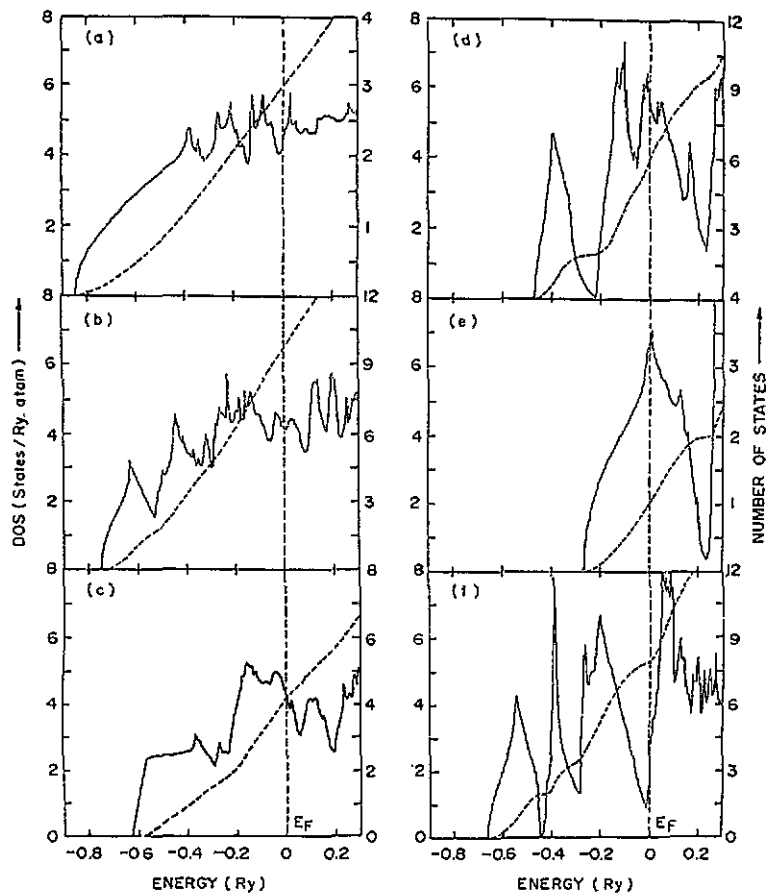 8 4 8 12
(a) (d)
6 3 6 9
4 2 4 6
2 1 2 3
8 12 8 4
(b) (e)
6 9 6 3
4 6 4 2
2 3 2 1
8 8 8 12
(c) (f)
6 6 6 9
4 4 4 6
2 2 2 3
E_F E_F
0 0 0 0
-0.8 -0.6 -0.4 -0.2 0 0.2 -0.8 -0.6 -0.4 -0.2 0 0.2
ENERGY (Ry) ENERGY (Ry)
DOS (States/Ry. atom) →
NUMBER OF STATES →